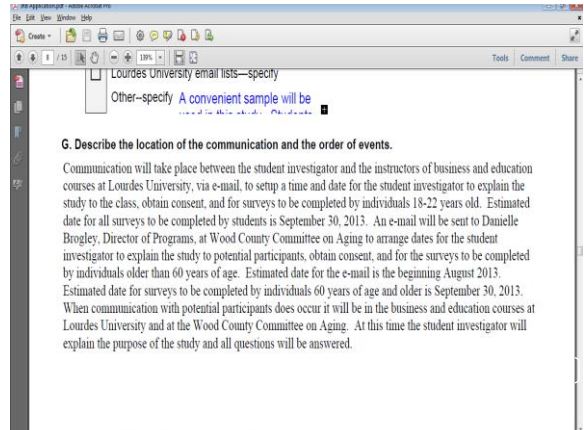 IRB Application.pdf - Adobe Acrobat Pro
File Edit View Window Help
Create
8 / 15 139% Tools Comment Share
Lourdes University email lists—specify
Other--specify A convenient sample will be
used in this study. Students
G. Describe the location of the communication and the order of events.
Communication will take place between the student investigator and the instructors of business and education
courses at Lourdes University, via e-mail, to setup a time and date for the student investigator to explain the
study to the class, obtain consent, and for surveys to be completed by individuals 18-22 years old. Estimated
date for all surveys to be completed by students is September 30, 2013. An e-mail will be sent to Danielle
Brogley, Director of Programs, at Wood County Committee on Aging to arrange dates for the student
investigator to explain the study to potential participants, obtain consent, and for the surveys to be completed
by individuals older than 60 years of age. Estimated date for the e-mail is the beginning August 2013.
Estimated date for surveys to be completed by individuals 60 years of age and older is September 30, 2013.
When communication with potential participants does occur it will be in the business and education courses at
Lourdes University and at the Wood County Committee on Aging. At this time the student investigator will
explain the purpose of the study and all questions will be answered.